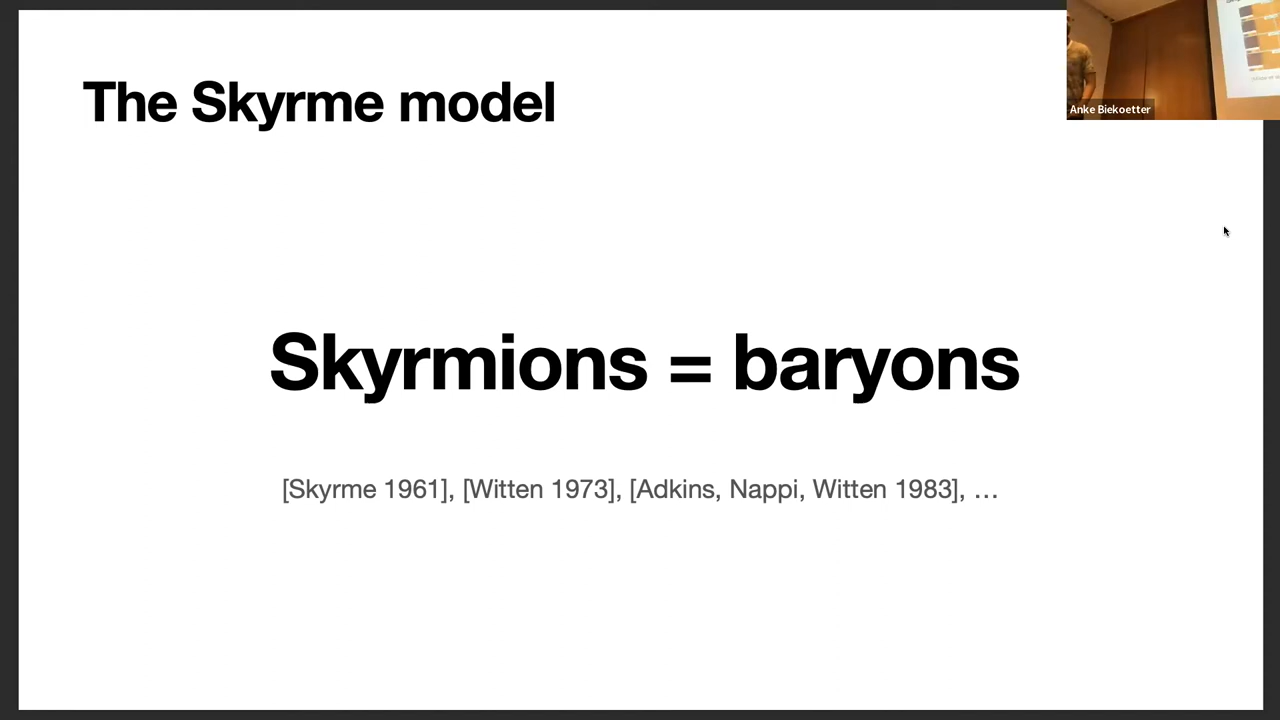 The Skyrme model
Anke Biekoetter
Skyrmions = baryons
[Skyrme 1961], [Witten 1973], [Adkins, Nappi, Witten 1983], …